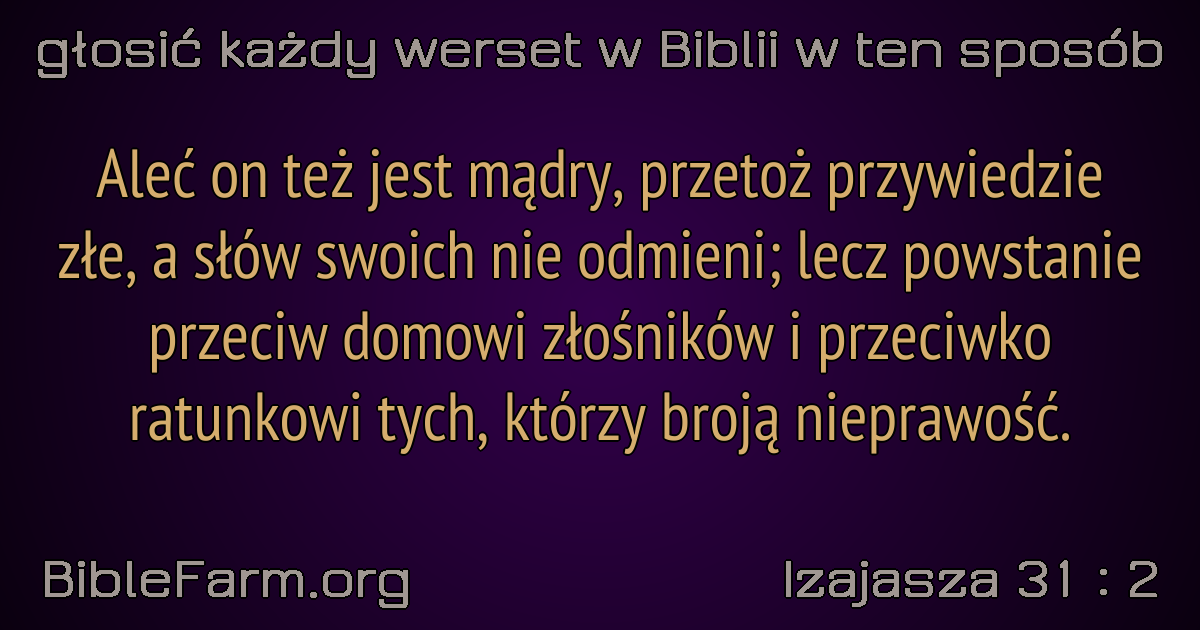 głosić każdy werset w Biblii w ten sposób
Aleć on też jest mądry, przetoż przywiedzie
złe, a słów swoich nie odmieni; lecz powstanie
przeciw domowi złośników i przeciwko
ratunkowi tych, którzy broją nieprawość.
BibleFarm.org
Izajasza 31 : 2